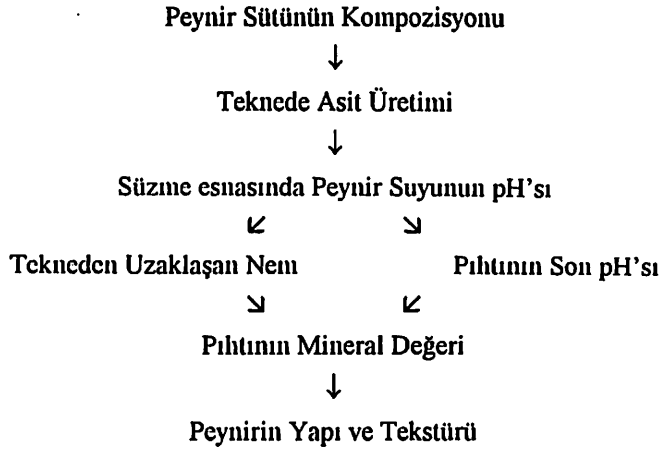 Peynir Sütünün Kompozisyonu
↓
Teknede Asit Üretimi
↓
Süzme esnasında Peynir Suyunun pH'sı
↙ ↘
Tekneden Uzaklaşan Nem Pıhtının Son pH'sı
↘ ↙
Pıhtının Mineral Değeri
↓
Peynirin Yapı ve Tekstürü